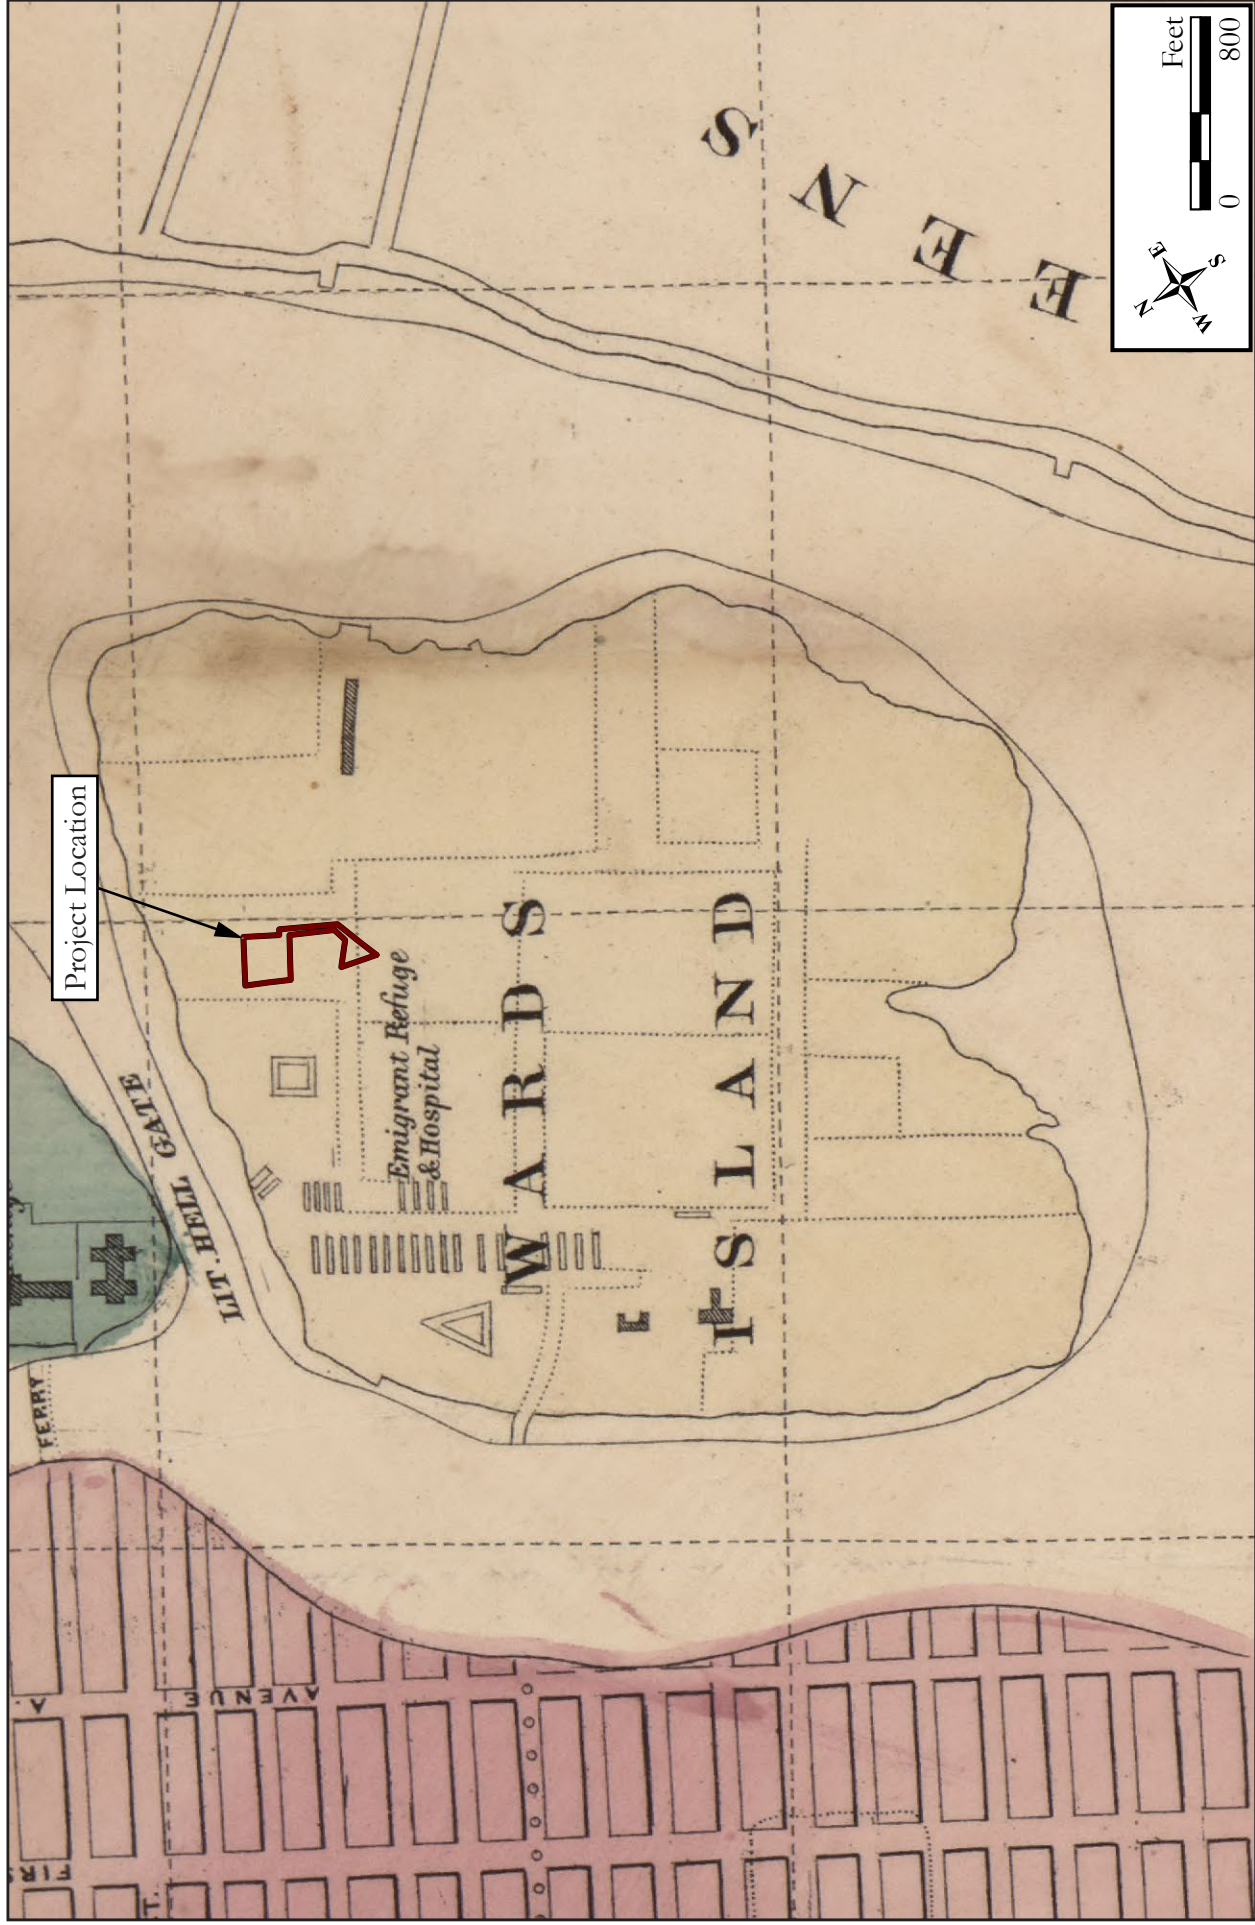 Project Location
LIT. HELL GATE
FERRY
Emigrant Refuge
& Hospital
WARDS
ISLAND
EENS
A.
AVENUE
FIRS
T.
Feet
0 800
N
E
S
W